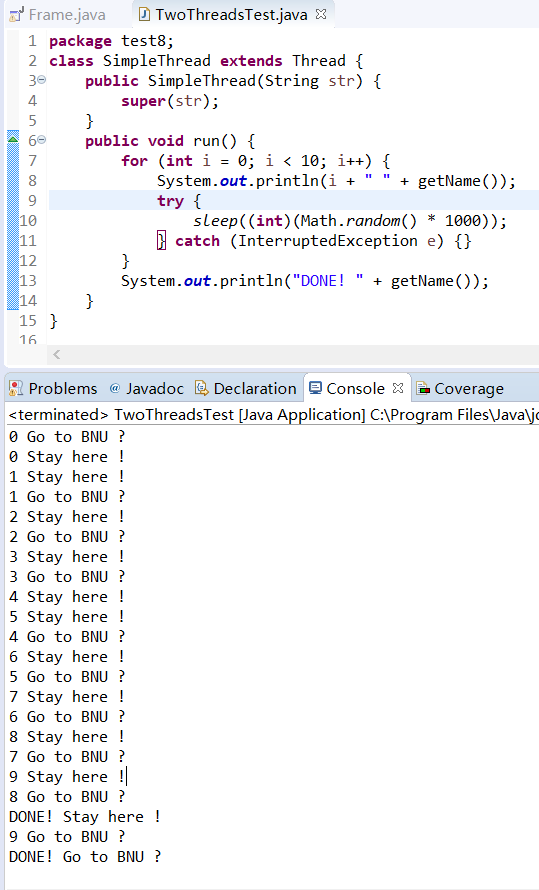 Frame.java TwoThreadsTest.java
1 package test8;
2 class SimpleThread extends Thread {
3 public SimpleThread(String str) {
4 super(str);
5 }
6 public void run() {
7 for (int i = 0; i < 10; i++) {
8 System.out.println(i + " " + getName());
9 try {
10 sleep((int)(Math.random() * 1000));
11 } catch (InterruptedException e) {}
12 }
13 System.out.println("DONE! " + getName());
14 }
15 }
16
Problems @ Javadoc Declaration Console Coverage
<terminated> TwoThreadsTest [Java Application] C:\Program Files\Java\j
0 Go to BNU ?
0 Stay here !
1 Stay here !
1 Go to BNU ?
2 Stay here !
2 Go to BNU ?
3 Stay here !
3 Go to BNU ?
4 Stay here !
5 Stay here !
4 Go to BNU ?
6 Stay here !
5 Go to BNU ?
7 Stay here !
6 Go to BNU ?
8 Stay here !
7 Go to BNU ?
9 Stay here !
8 Go to BNU ?
DONE! Stay here !
9 Go to BNU ?
DONE! Go to BNU ?